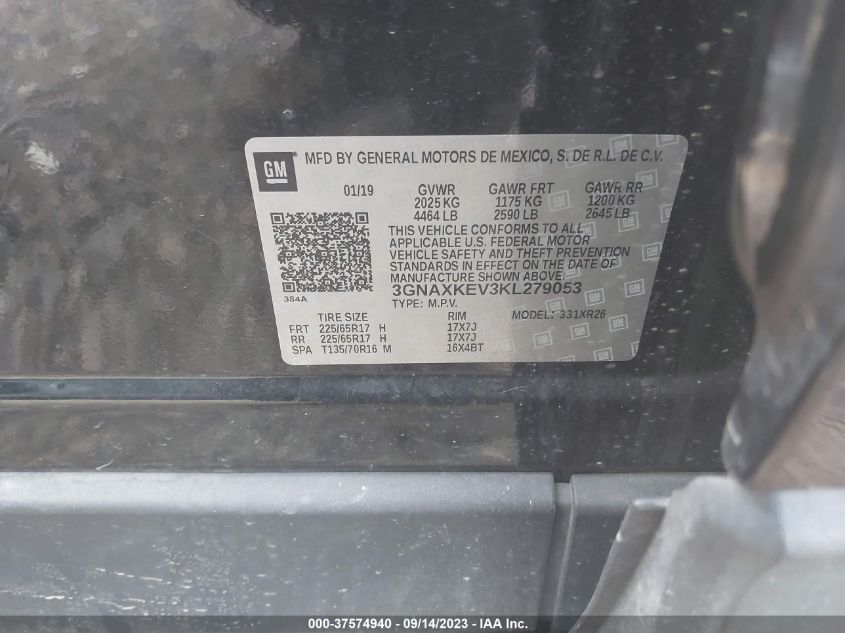 GM MFD BY GENERAL MOTORS DE MEXICO, S. DE R.L. DE C.V.
01/19 GVWR GAWR FRT GAWR RR
2025 KG 1175 KG 1200 KG
4464 LB 2590 LB 2645 LB
THIS VEHICLE CONFORMS TO ALL
APPLICABLE U.S. FEDERAL MOTOR
VEHICLE SAFETY AND THEFT PREVENTION
STANDARDS IN EFFECT ON THE DATE OF
MANUFACTURE SHOWN ABOVE.
384A
3GNAXKEV3KL279053
TYPE: M.P.V. MODEL: 331XR26
TIRE SIZE RIM
FRT 225/65R17 H 17X7J
RR 225/65R17 H 17X7J
SPA T135/70R16 M 16X4BT
000-37574940 - 09/14/2023 - IAA Inc.